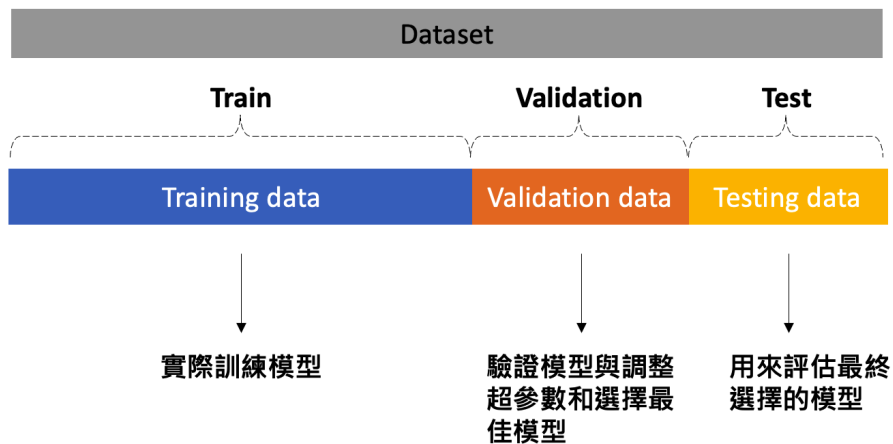 Dataset
Train
Validation
Test
Training data
Validation data
Testing data
實際訓練模型
驗證模型與調整
超參數和選擇最
佳模型
用來評估最終
選擇的模型